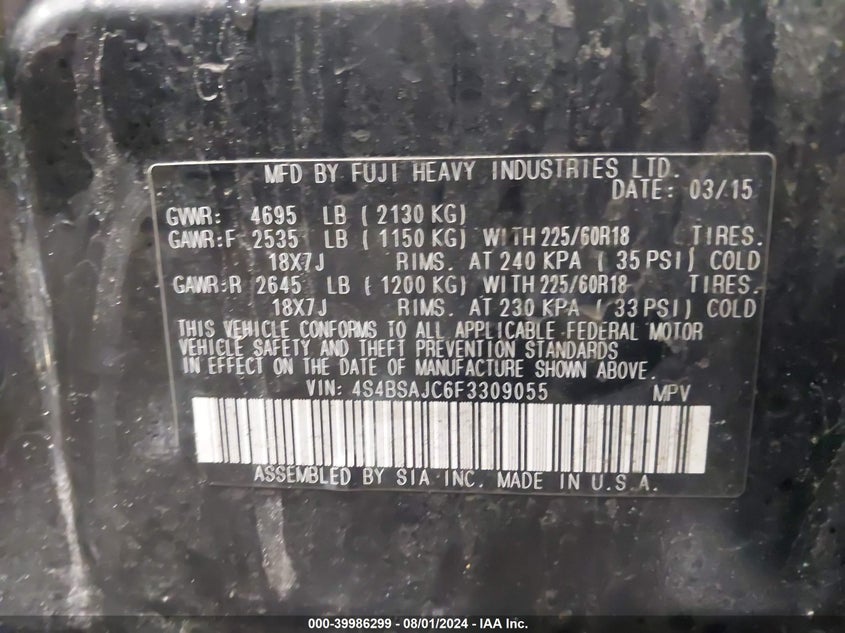 MFD BY FUJI HEAVY INDUSTRIES LTD.
DATE: 03/15
GVWR: 4695 LB ( 2130 KG)
GAWR:F 2535 LB ( 1150 KG) WITH 225/60R18 TIRES.
18X7J RIMS. AT 240 KPA ( 35 PSI) COLD
GAWR:R 2645 LB ( 1200 KG) WITH 225/60R18 TIRES.
18X7J RIMS. AT 230 KPA ( 33 PSI) COLD
THIS VEHICLE CONFORMS TO ALL APPLICABLE FEDERAL MOTOR
VEHICLE SAFETY AND THEFT PREVENTION STANDARDS
IN EFFECT ON THE DATE OF MANUFACTURE SHOWN ABOVE.
VIN: 4S4BSAJC6F3309055 MPV
ASSEMBLED BY SIA INC. MADE IN U.S.A.
000-39986299 - 08/01/2024 - IAA Inc.